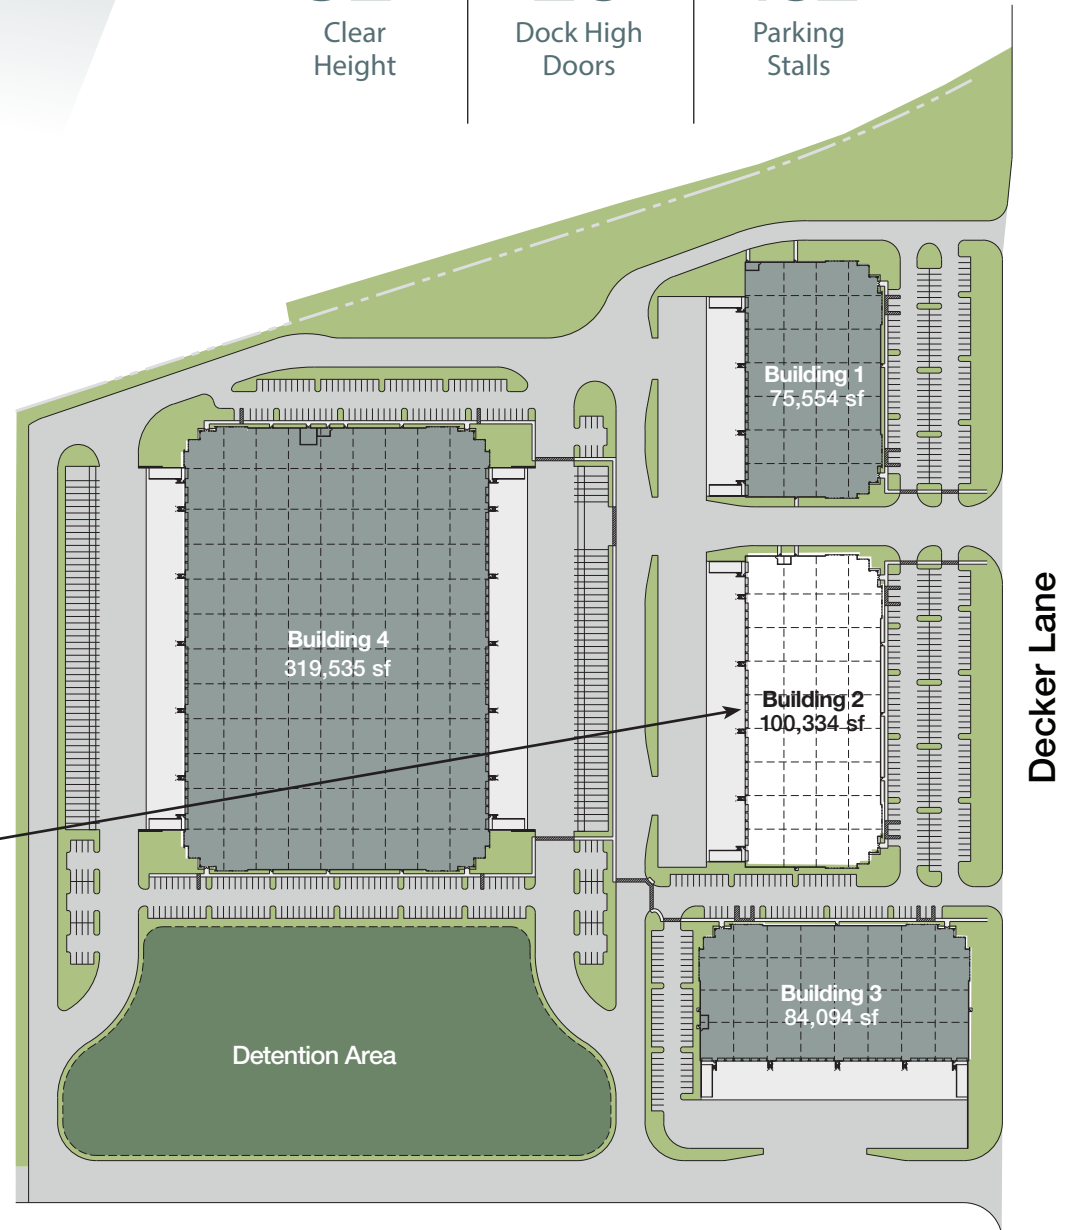 Clear
Height
Dock High
Doors
Parking
Stalls
Building 1
75,554 sf
Building 4
319,535 sf
Building 2
100,334 sf
Decker Lane
Building 3
84,094 sf
Detention Area